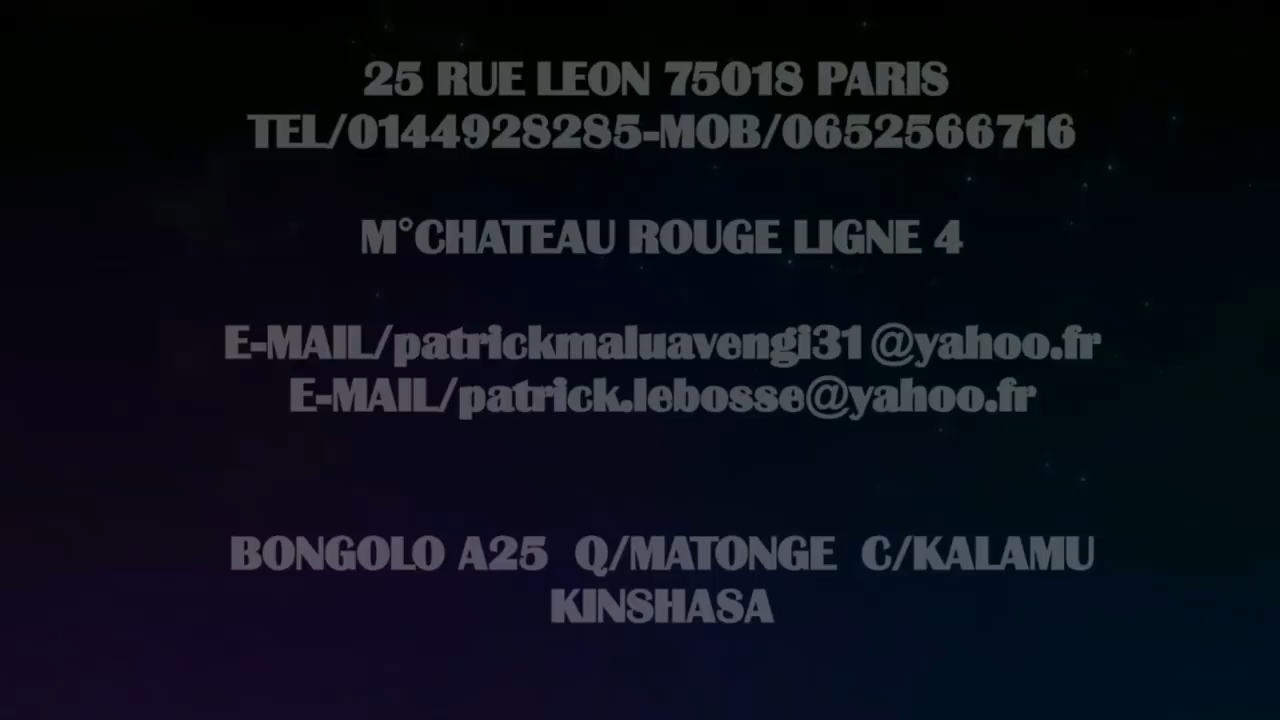 25 RUE LEON 75018 PARIS
TEL/0144928285-MOB/0652566716
M°CHATEAU ROUGE LIGNE 4
E-MAIL/patrickmaluavengi31@yahoo.fr
E-MAIL/patrick.lebosse@yahoo.fr
BONGOLO A25 Q/MATONGE C/KALAMU
KINSHASA